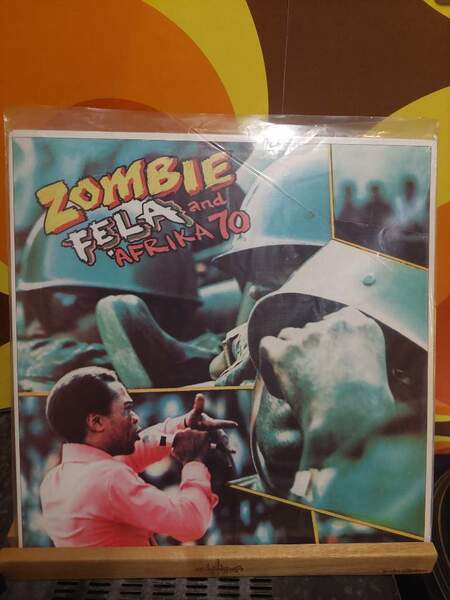 ZOMBIE
FELA and
AFRIKA 70